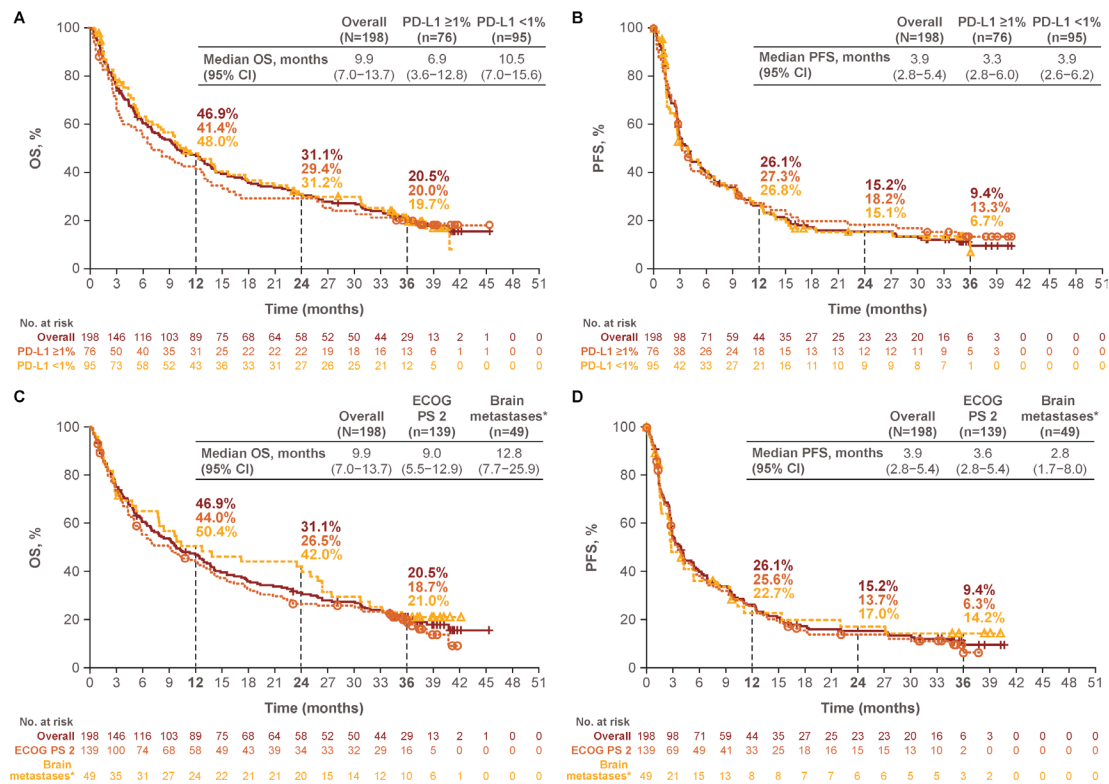 A
Overall PD-L1 ≥1% PD-L1 <1%
(N=198) (n=76) (n=95)
Median OS, months 9.9 6.9 10.5
(95% CI) (7.0–13.7) (3.6–12.8) (7.0–15.6)
OS, %
100
80
60
40
20
0
46.9%
41.4%
48.0%
31.1%
29.4%
31.2%
20.5%
20.0%
19.7%
0 3 6 9 12 15 18 21 24 27 30 33 36 39 42 45 48 51
Time (months)
No. at risk
Overall 198 146 116 103 89 75 68 64 58 52 50 44 29 13 2 1 0 0
PD-L1 ≥1% 76 50 40 35 31 25 22 22 22 19 18 16 13 6 1 1 0 0
PD-L1 <1% 95 73 58 52 43 36 33 31 27 26 25 21 12 5 0 0 0 0
B
Overall PD-L1 ≥1% PD-L1 <1%
(N=198) (n=76) (n=95)
Median PFS, months 3.9 3.3 3.9
(95% CI) (2.8–5.4) (2.8–6.0) (2.6–6.2)
PFS, %
100
80
60
40
20
0
26.1%
27.3%
26.8%
15.2%
18.2%
15.1%
9.4%
13.3%
6.7%
0 3 6 9 12 15 18 21 24 27 30 33 36 39 42 45 48 51
Time (months)
No. at risk
Overall 198 98 71 59 44 35 27 25 23 23 20 16 6 3 0 0 0 0
PD-L1 ≥1% 76 38 26 24 18 15 13 13 12 12 11 9 5 3 0 0 0 0
PD-L1 <1% 95 42 33 27 21 16 11 10 9 9 8 7 1 0 0 0 0 0
C
Overall ECOG PS 2 Brain metastases*
(N=198) (n=139) (n=49)
Median OS, months 9.9 9.0 12.8
(95% CI) (7.0–13.7) (5.5–12.9) (7.7–25.9)
OS, %
100
80
60
40
20
0
46.9%
44.0%
50.4%
31.1%
26.5%
42.0%
20.5%
18.7%
21.0%
0 3 6 9 12 15 18 21 24 27 30 33 36 39 42 45 48 51
Time (months)
No. at risk
Overall 198 146 116 103 89 75 68 64 58 52 50 44 29 13 2 1 0 0
ECOG PS 2 139 100 74 68 58 49 43 39 34 33 32 29 16 5 0 0 0 0
Brain
metastases* 49 35 31 27 24 22 21 21 20 15 14 12 10 6 1 0 0 0
D
Overall ECOG PS 2 Brain metastases*
(N=198) (n=139) (n=49)
Median PFS, months 3.9 3.6 2.8
(95% CI) (2.8–5.4) (2.8–5.4) (1.7–8.0)
PFS, %
100
80
60
40
20
0
26.1%
25.6%
22.7%
15.2%
13.7%
17.0%
9.4%
6.3%
14.2%
0 3 6 9 12 15 18 21 24 27 30 33 36 39 42 45 48 51
Time (months)
No. at risk
Overall 198 98 71 59 44 35 27 25 23 23 20 16 6 3 0 0 0 0
ECOG PS 2 139 69 49 41 33 25 18 16 15 15 13 10 2 0 0 0 0 0
Brain
metastases* 49 21 15 13 8 8 7 7 6 6 5 5 3 2 0 0 0 0